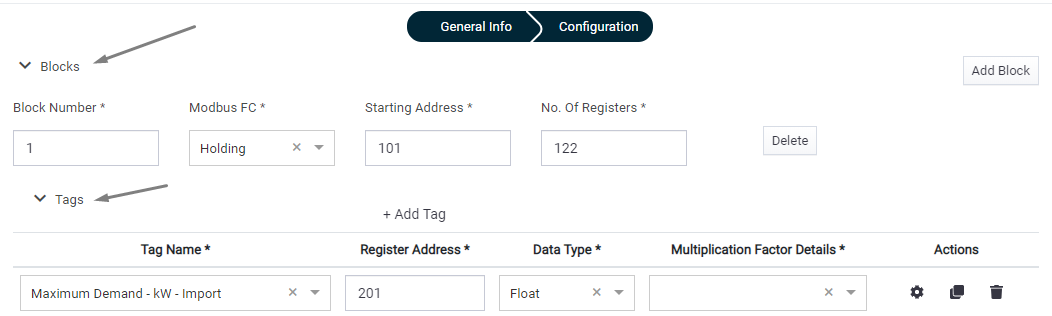 General Info Configuration
Blocks
Add Block
Block Number * Modbus FC * Starting Address * No. Of Registers *
1 Holding 101 122 Delete
Tags
+ Add Tag
Tag Name * Register Address * Data Type * Multiplication Factor Details * Actions
Maximum Demand - kW - Import 201 Float